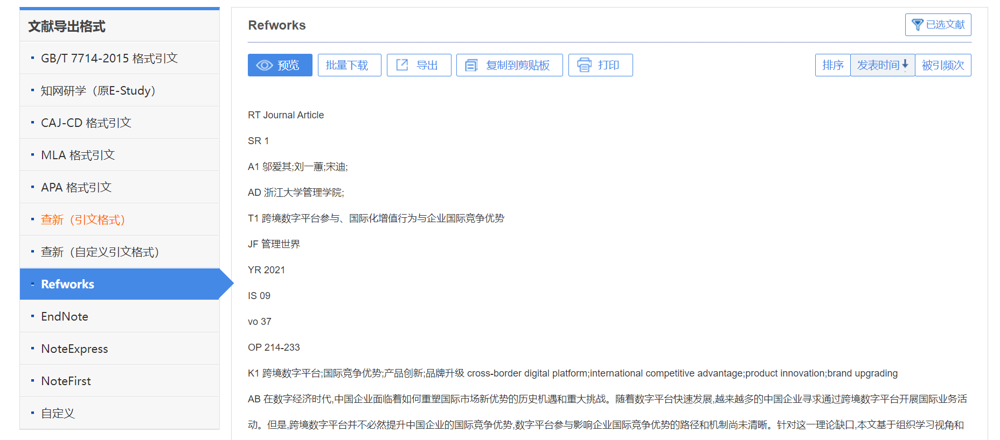 文献导出格式
GB/T 7714-2015 格式引文
知网研学（原E-Study）
CAJ-CD 格式引文
MLA 格式引文
APA 格式引文
查新（引文格式）
查新（自定义引文格式）
Refworks
EndNote
NoteExpress
NoteFirst
自定义
Refworks
已选文献
预览 批量下载 导出 复制到剪贴板 打印
排序 发表时间 被引频次
RT Journal Article
SR 1
A1 邬爱其;刘一蕙;宋迪;
AD 浙江大学管理学院;
T1 跨境数字平台参与、国际化增值行为与企业国际竞争优势
JF 管理世界
YR 2021
IS 09
vo 37
OP 214-233
K1 跨境数字平台;国际竞争优势;产品创新;品牌升级 cross-border digital platform;international competitive advantage;product innovation;brand upgrading
AB 在数字经济时代,中国企业面临着如何重塑国际市场新优势的历史机遇和重大挑战。随着数字平台快速发展,越来越多的中国企业寻求通过跨境数字平台开展国际业务活
动。但是,跨境数字平台并不必然提升中国企业的国际竞争优势,数字平台参与影响企业国际竞争优势的路径和机制尚未清晰。针对这一理论缺口,本文基于组织学习视角和